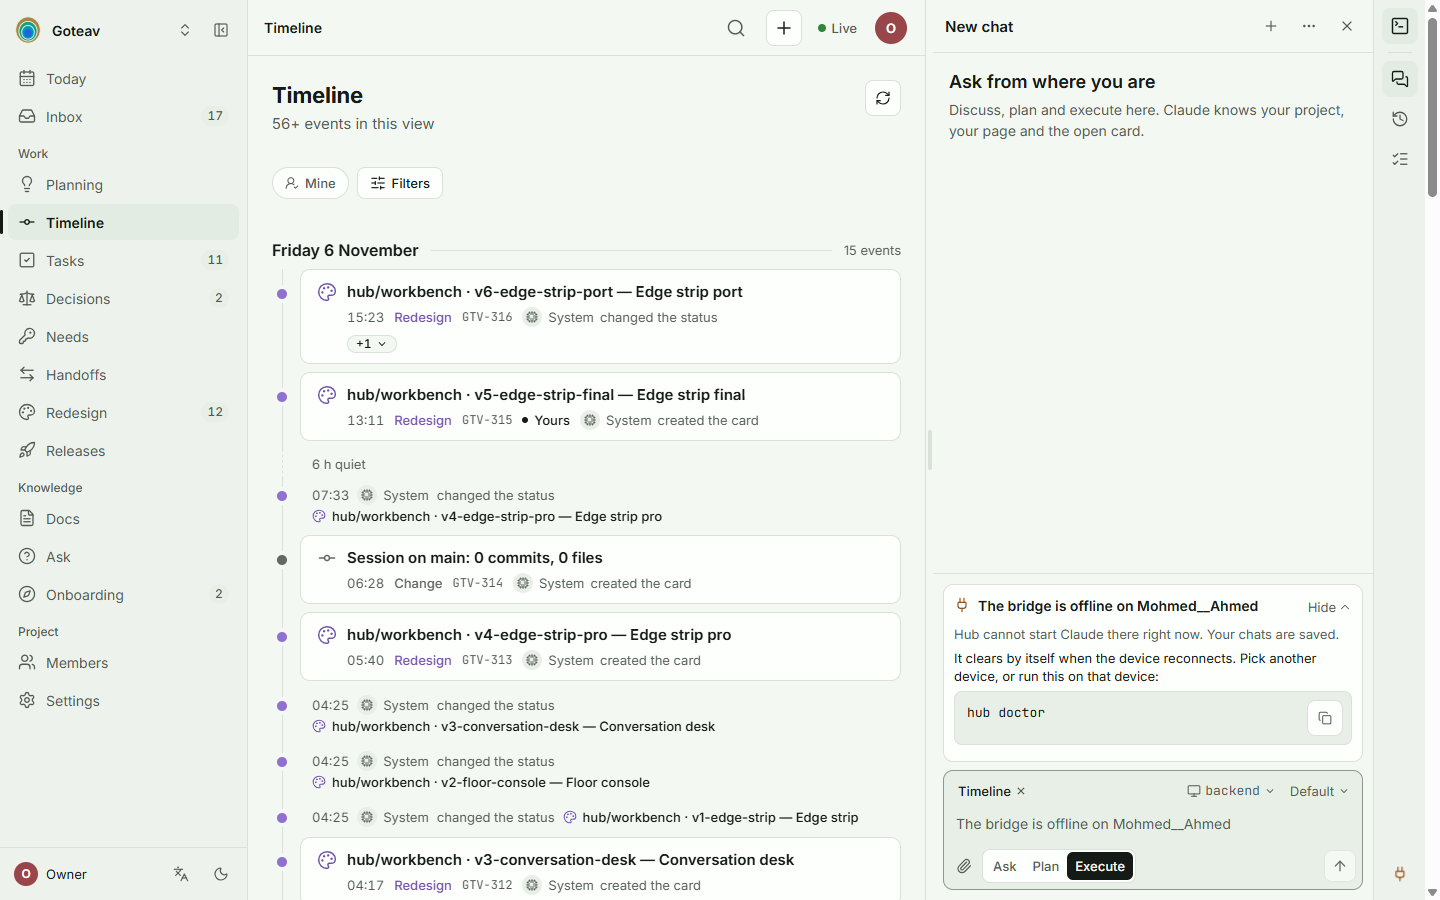 Goteav
Today
Inbox 17
Work
Planning
Timeline
Tasks 11
Decisions 2
Needs
Handoffs
Redesign 12
Releases
Knowledge
Docs
Ask
Onboarding 2
Project
Members
Settings
O Owner
Timeline
Live
O
Timeline
56+ events in this view
Mine
Filters
Friday 6 November 15 events
hub/workbench · v6-edge-strip-port — Edge strip port
15:23 Redesign GTV-316 System changed the status
+1
hub/workbench · v5-edge-strip-final — Edge strip final
13:11 Redesign GTV-315 • Yours System created the card
6 h quiet
07:33 System changed the status
hub/workbench · v4-edge-strip-pro — Edge strip pro
Session on main: 0 commits, 0 files
06:28 Change GTV-314 System created the card
hub/workbench · v4-edge-strip-pro — Edge strip pro
05:40 Redesign GTV-313 System created the card
04:25 System changed the status
hub/workbench · v3-conversation-desk — Conversation desk
04:25 System changed the status
hub/workbench · v2-floor-console — Floor console
04:25 System changed the status hub/workbench · v1-edge-strip — Edge strip
hub/workbench · v3-conversation-desk — Conversation desk
04:17 Redesign GTV-312 System created the card
New chat
Ask from where you are
Discuss, plan and execute here. Claude knows your project,
your page and the open card.
The bridge is offline on Mohmed__Ahmed Hide
Hub cannot start Claude there right now. Your chats are saved.
It clears by itself when the device reconnects. Pick another
device, or run this on that device:
hub doctor
Timeline × backend Default
The bridge is offline on Mohmed__Ahmed
Ask Plan Execute